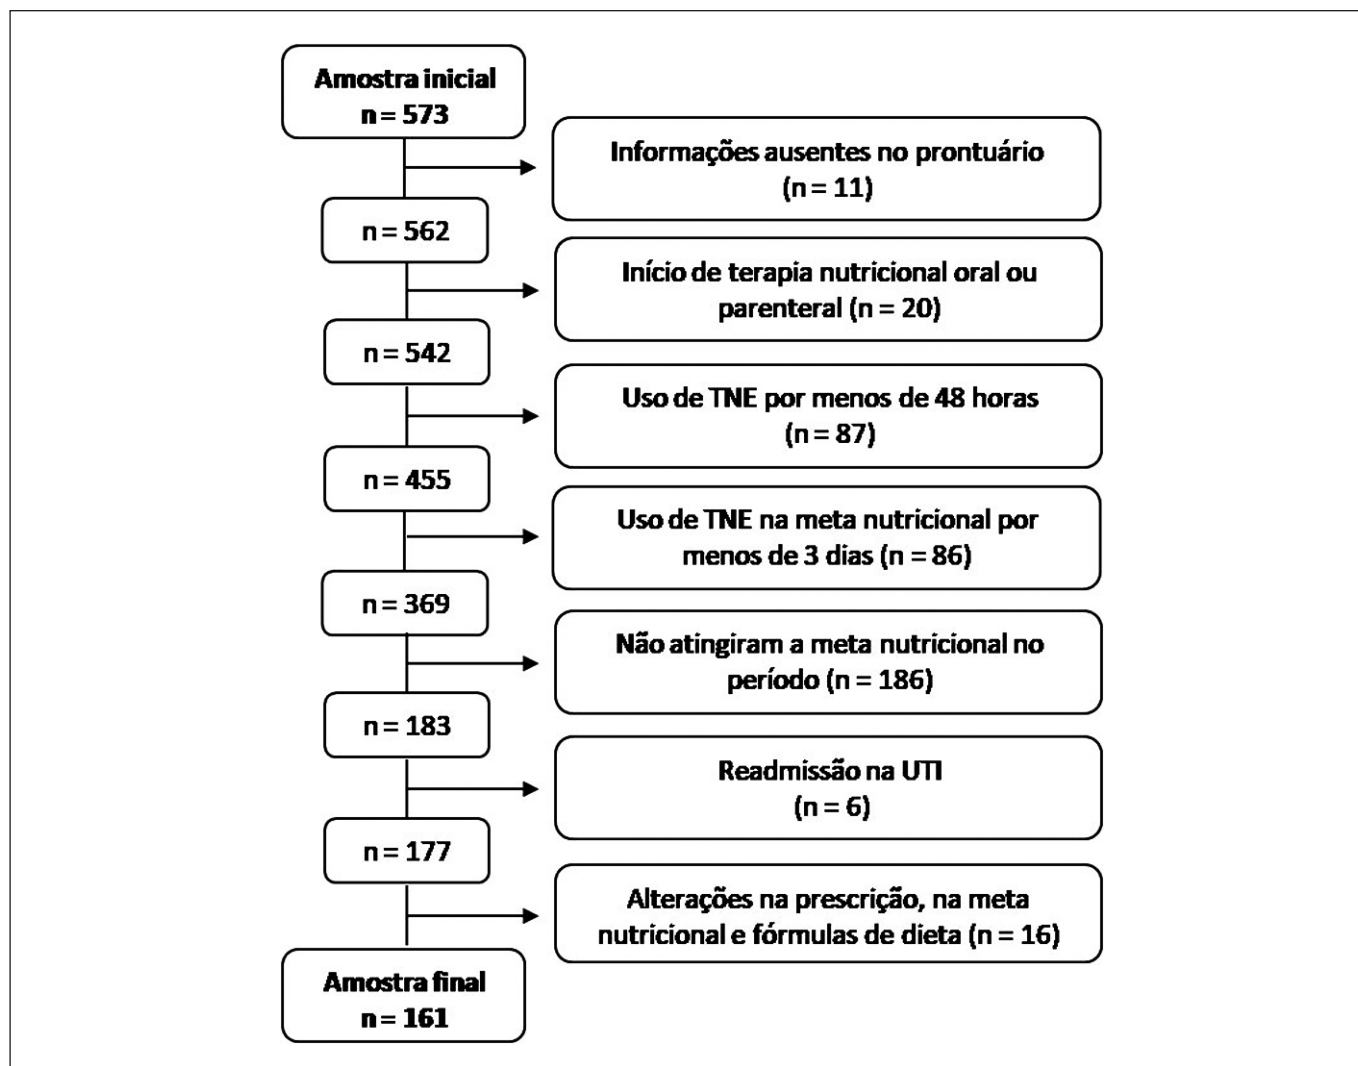 Amostra inicial
n = 573
Informações ausentes no prontuário
(n = 11)
n = 562
Início de terapia nutricional oral ou
parenteral (n = 20)
n = 542
Uso de TNE por menos de 48 horas
(n = 87)
n = 455
Uso de TNE na meta nutricional por
menos de 3 dias (n = 86)
n = 369
Não atingiram a meta nutricional no
período (n = 186)
n = 183
Readmissão na UTI
(n = 6)
n = 177
Alterações na prescrição, na meta
nutricional e fórmulas de dieta (n = 16)
Amostra final
n = 161